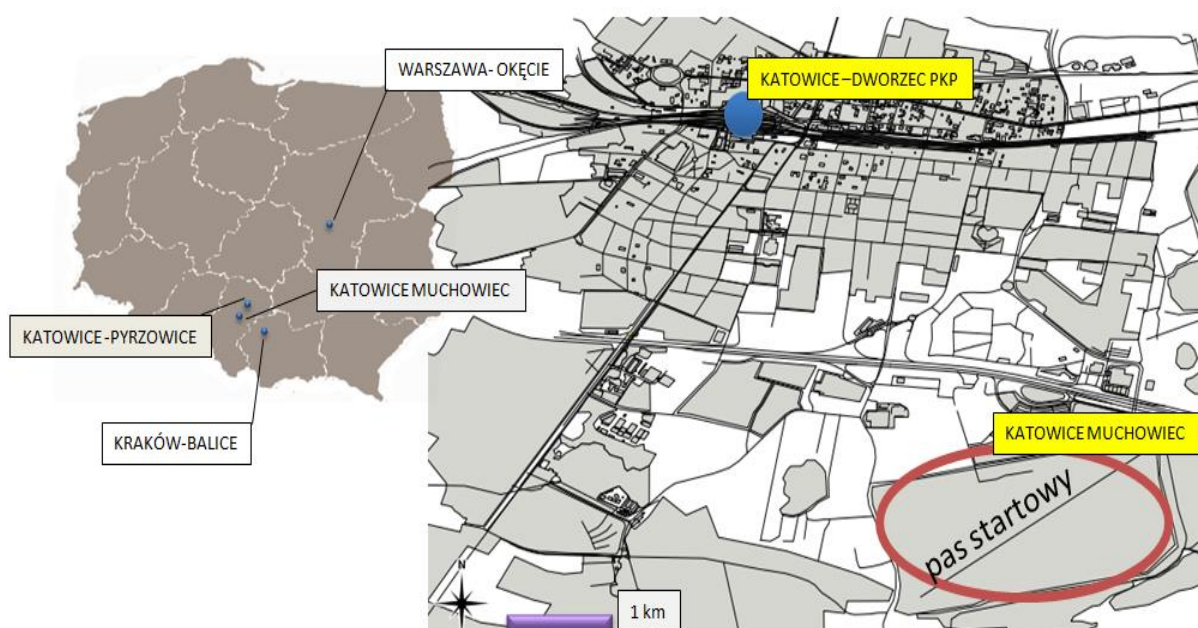 WARSZAWA- OKĘCIE
KATOWICE–DWORZEC PKP
KATOWICE MUCHOWIEC
KATOWICE-PYRZOWICE
KRAKÓW-BALICE
KATOWICE MUCHOWIEC
pas startowy
N
1 km